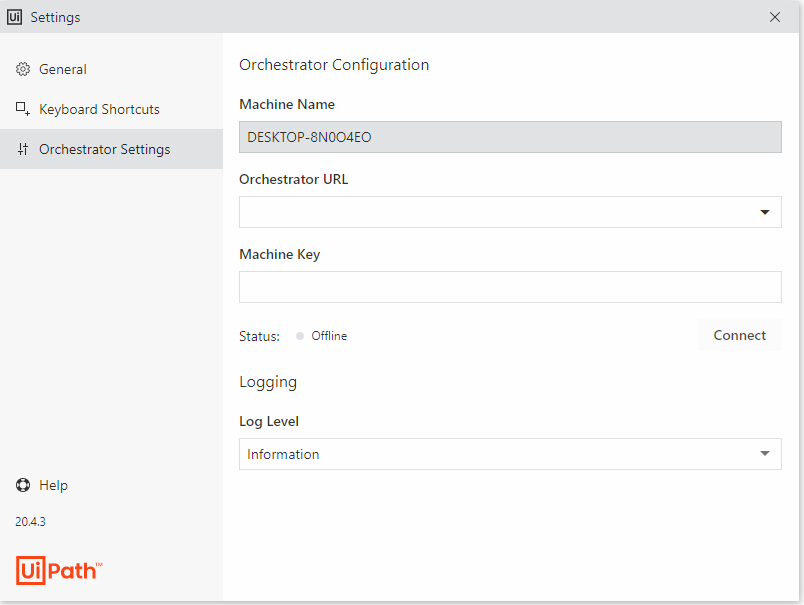 Ui Settings
General
Keyboard Shortcuts
Orchestrator Settings
Help
20.4.3
UiPath™
Orchestrator Configuration
Machine Name
DESKTOP-8N0O4EO
Orchestrator URL
Machine Key
Status: Offline
Connect
Logging
Log Level
Information